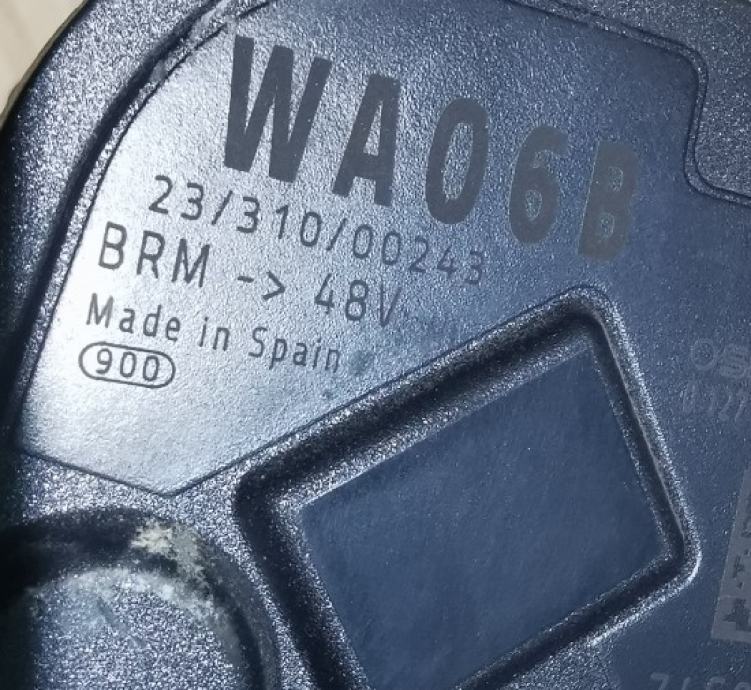 WA06B
23/310/00243
BRM -> 48V
Made in Spain
900